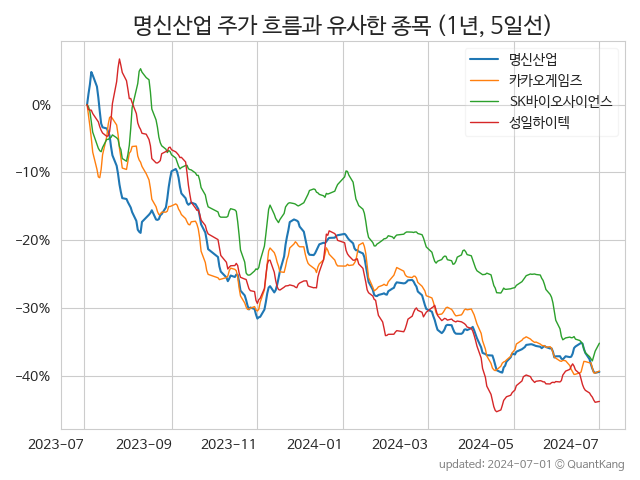 명신산업 주가 흐름과 유사한 종목 (1년, 5일선)
명신산업
카카오게임즈
SK바이오사이언스
성일하이텍
0%
−10%
−20%
−30%
−40%
2023-07 2023-09 2023-11 2024-01 2024-03 2024-05 2024-07
updated: 2024-07-01 © QuantKang